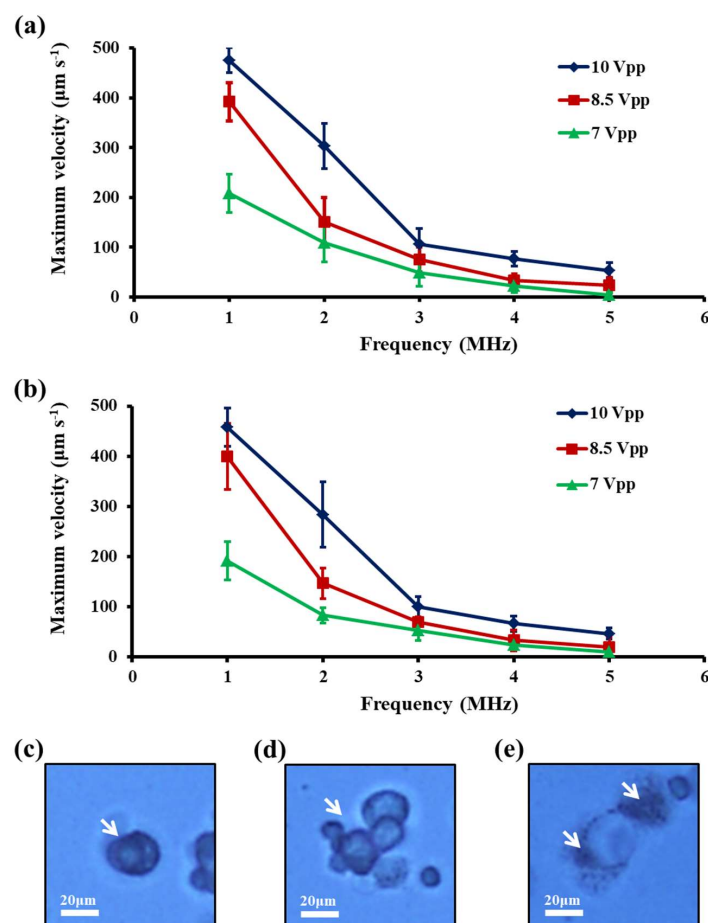 (a)
Maximum velocity (μm s⁻¹)
500
400
300
200
100
0
10 Vpp
8.5 Vpp
7 Vpp
0 1 2 3 4 5 6
Frequency (MHz)
(b)
Maximum velocity (μm s⁻¹)
500
400
300
200
100
0
10 Vpp
8.5 Vpp
7 Vpp
0 1 2 3 4 5 6
Frequency (MHz)
(c) (d) (e)
20μm 20μm 20μm